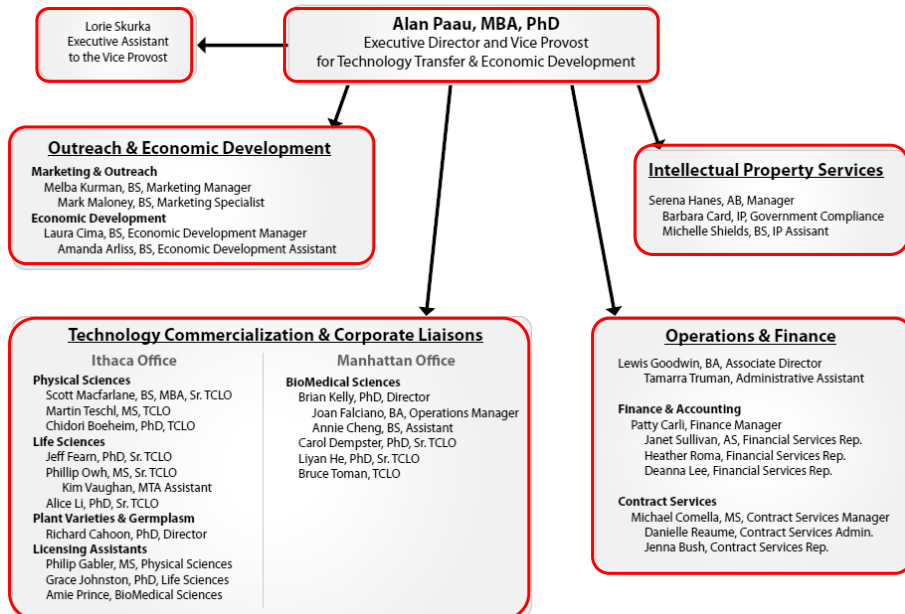 Lorie Skurka
Executive Assistant
to the Vice Provost
Alan Paau, MBA, PhD
Executive Director and Vice Provost
for Technology Transfer & Economic Development
Outreach & Economic Development
Marketing & Outreach
Melba Kurman, BS, Marketing Manager
Mark Maloney, BS, Marketing Specialist
Economic Development
Laura Cima, BS, Economic Development Manager
Amanda Arliss, BS, Economic Development Assistant
Intellectual Property Services
Serena Hanes, AB, Manager
Barbara Card, IP, Government Compliance
Michelle Shields, BS, IP Assisant
Technology Commercialization & Corporate Liaisons
Ithaca Office
Physical Sciences
Scott Macfarlane, BS, MBA, Sr. TCLO
Martin Teschl, MS, TCLO
Chidori Boeheim, PhD, TCLO
Life Sciences
Jeff Fearn, PhD, Sr. TCLO
Phillip Owh, MS, Sr. TCLO
Kim Vaughan, MTA Assistant
Alice Li, PhD, Sr. TCLO
Plant Varieties & Germplasm
Richard Cahoon, PhD, Director
Licensing Assistants
Philip Gabler, MS, Physical Sciences
Grace Johnston, PhD, Life Sciences
Amie Prince, BioMedical Sciences
Manhattan Office
BioMedical Sciences
Brian Kelly, PhD, Director
Joan Falciano, BA, Operations Manager
Annie Cheng, BS, Assistant
Carol Dempster, PhD, Sr. TCLO
Liyan He, PhD, Sr. TCLO
Bruce Toman, TCLO
Operations & Finance
Lewis Goodwin, BA, Associate Director
Tamarra Truman, Administrative Assistant
Finance & Accounting
Patty Carli, Finance Manager
Janet Sullivan, AS, Financial Services Rep.
Heather Roma, Financial Services Rep.
Deanna Lee, Financial Services Rep.
Contract Services
Michael Comella, MS, Contract Services Manager
Danielle Reaume, Contract Services Admin.
Jenna Bush, Contract Services Rep.